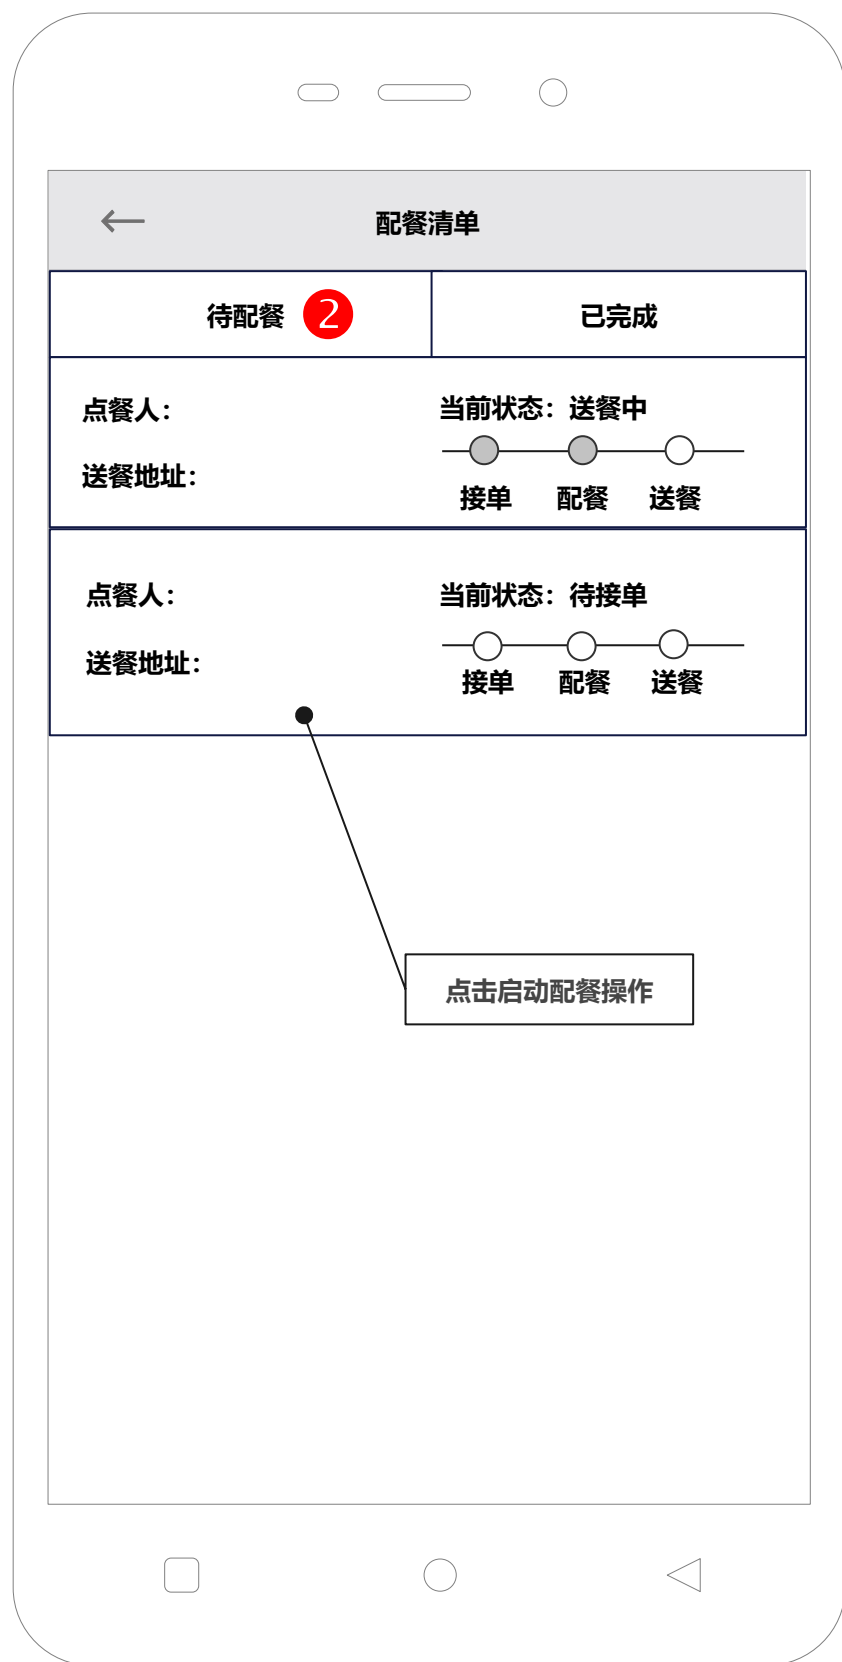 配餐清单
待配餐 2 已完成
点餐人： 当前状态：送餐中
送餐地址：
接单 配餐 送餐
点餐人： 当前状态：待接单
送餐地址：
接单 配餐 送餐
点击启动配餐操作